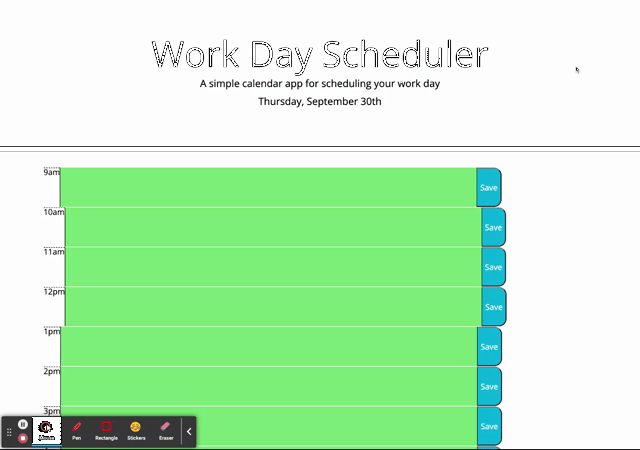 Work Day Scheduler
A simple calendar app for scheduling your work day
Thursday, September 30th
9am Save
10am Save
11am Save
12pm Save
1pm Save
2pm Save
3pm Save
Pen Rectangle Stickers Eraser